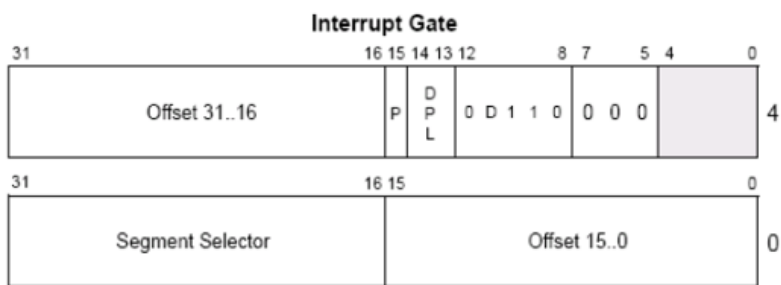 Interrupt Gate
31 16 15 14 13 12 8 7 5 4 0
Offset 31..16 P DPL 0 D 1 1 0 0 0 0 4
31 16 15 0
Segment Selector Offset 15..0 0